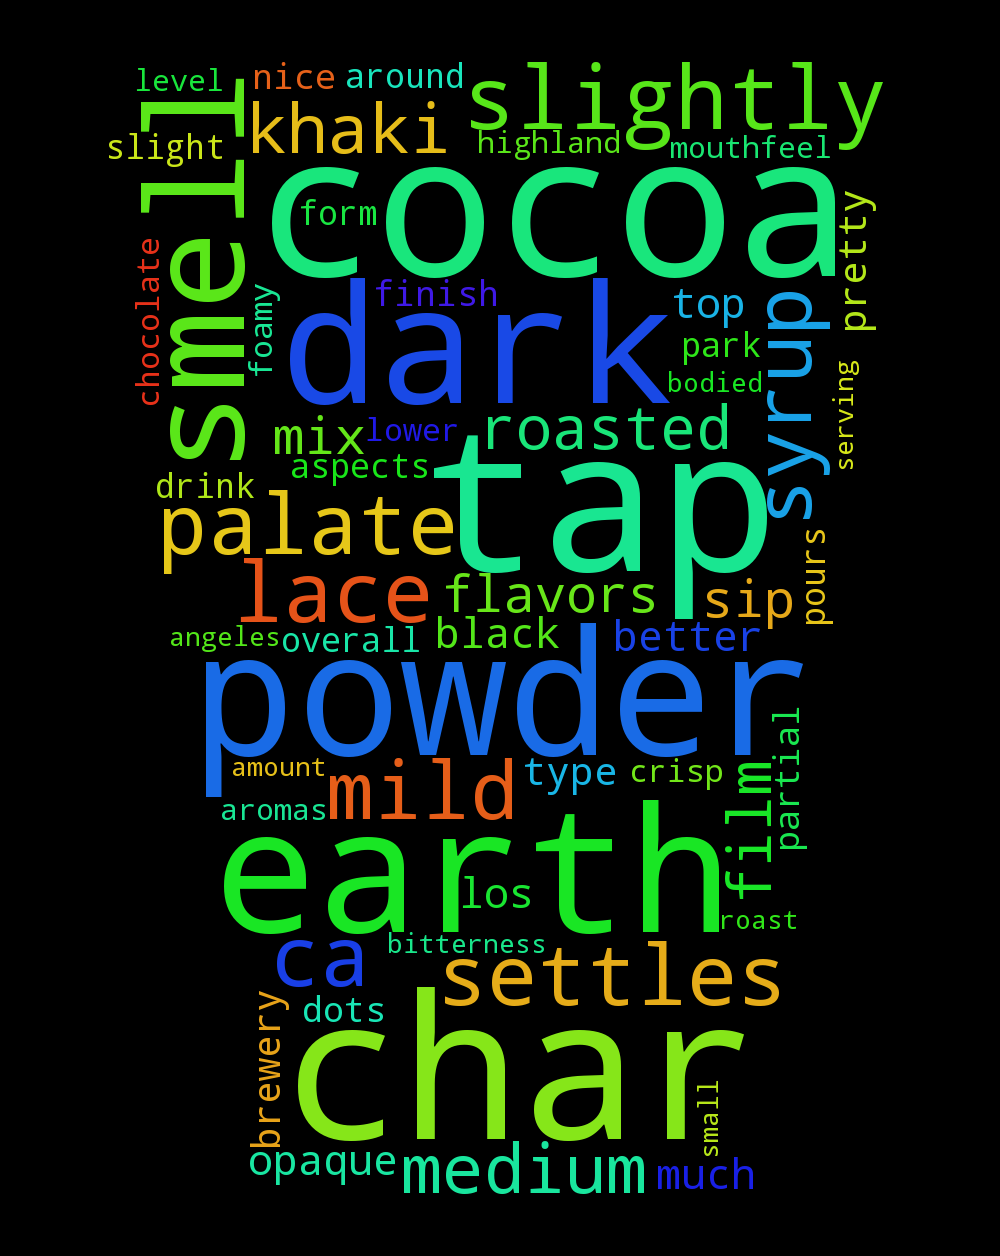 level
nice
around
slightly
smell
khaki
slight
highland
mouthfeel
cocoa
form
pretty
chocolate
foamy
dark
finish
top
syrup
park
bodied
serving
mix
lower
roasted
aspects
tap
drink
palate
pours
lace
flavors
sip
angeles
overall
black
better
powder
partial
amount
mild
type
crisp
film
aromas
earth
los
roast
ca
bitterness
settles
brewery
dots
char
small
opaque
medium
much